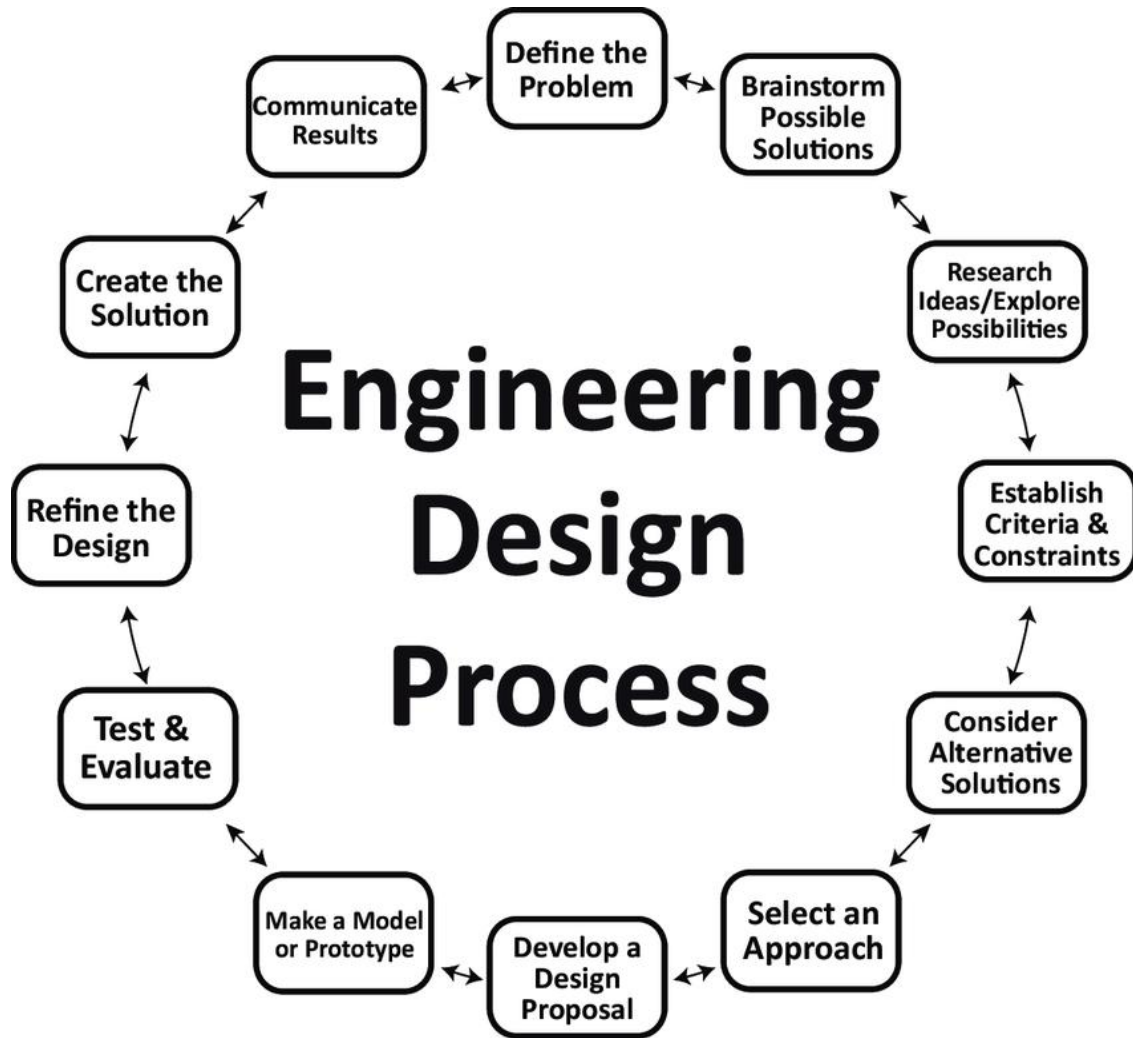 Define the
Problem
Brainstorm
Possible
Solutions
Research
Ideas/Explore
Possibilities
Establish
Criteria &
Constraints
Consider
Alternative
Solutions
Select an
Approach
Develop a
Design
Proposal
Make a Model
or Prototype
Test &
Evaluate
Refine the
Design
Create the
Solution
Communicate
Results
Engineering
Design
Process